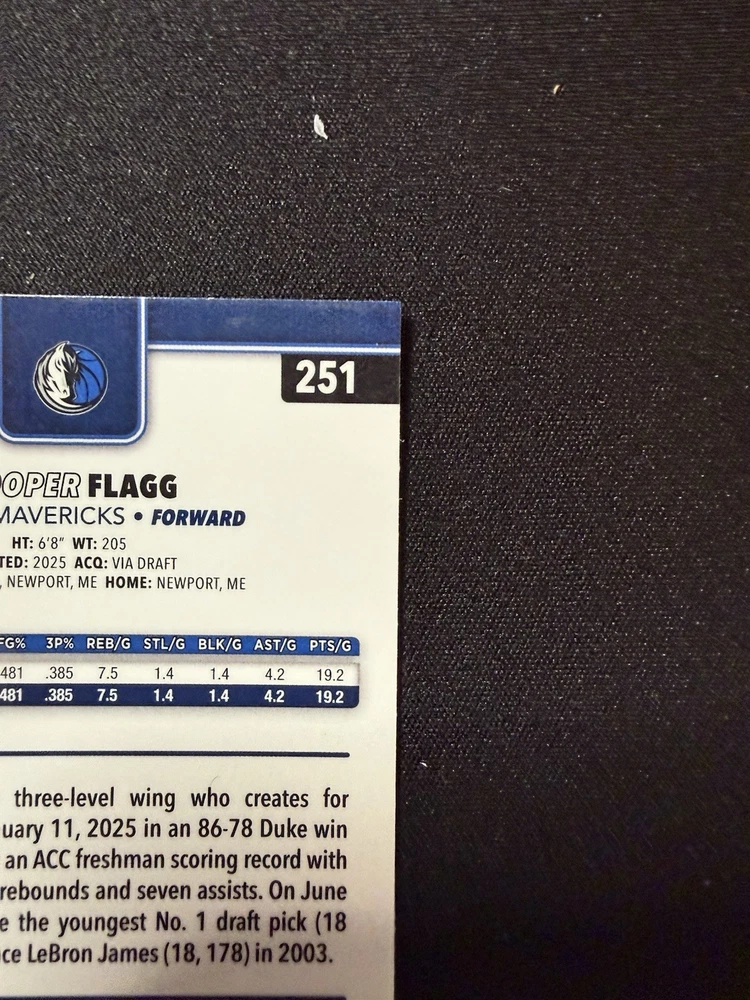 251
OPER FLAGG
MAVERICKS • FORWARD
HT: 6'8" WT: 205
TED: 2025 ACQ: VIA DRAFT
, NEWPORT, ME HOME: NEWPORT, ME
FG% 3P% REB/G STL/G BLK/G AST/G PTS/G
481 .385 7.5 1.4 1.4 4.2 19.2
481 .385 7.5 1.4 1.4 4.2 19.2
three-level wing who creates for
uary 11, 2025 in an 86-78 Duke win
an ACC freshman scoring record with
rebounds and seven assists. On June
e the youngest No. 1 draft pick (18
ce LeBron James (18, 178) in 2003.